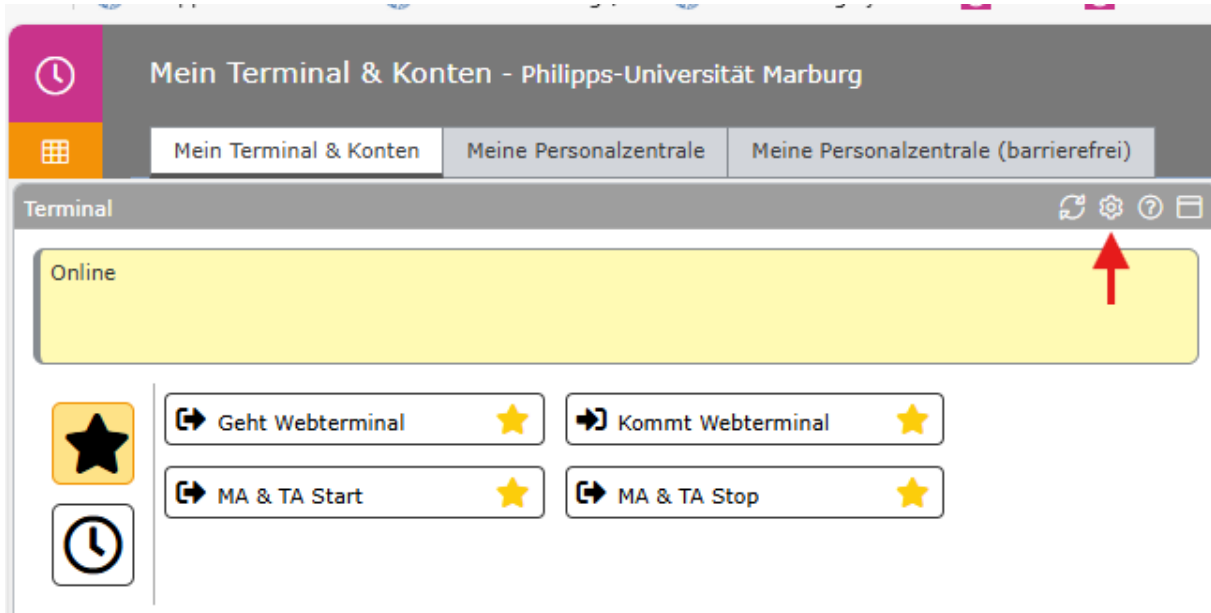 Mein Terminal & Konten - Philipps-Universität Marburg
Mein Terminal & Konten Meine Personalzentrale Meine Personalzentrale (barrierefrei)
Terminal
Online
Geht Webterminal Kommt Webterminal
MA & TA Start MA & TA Stop